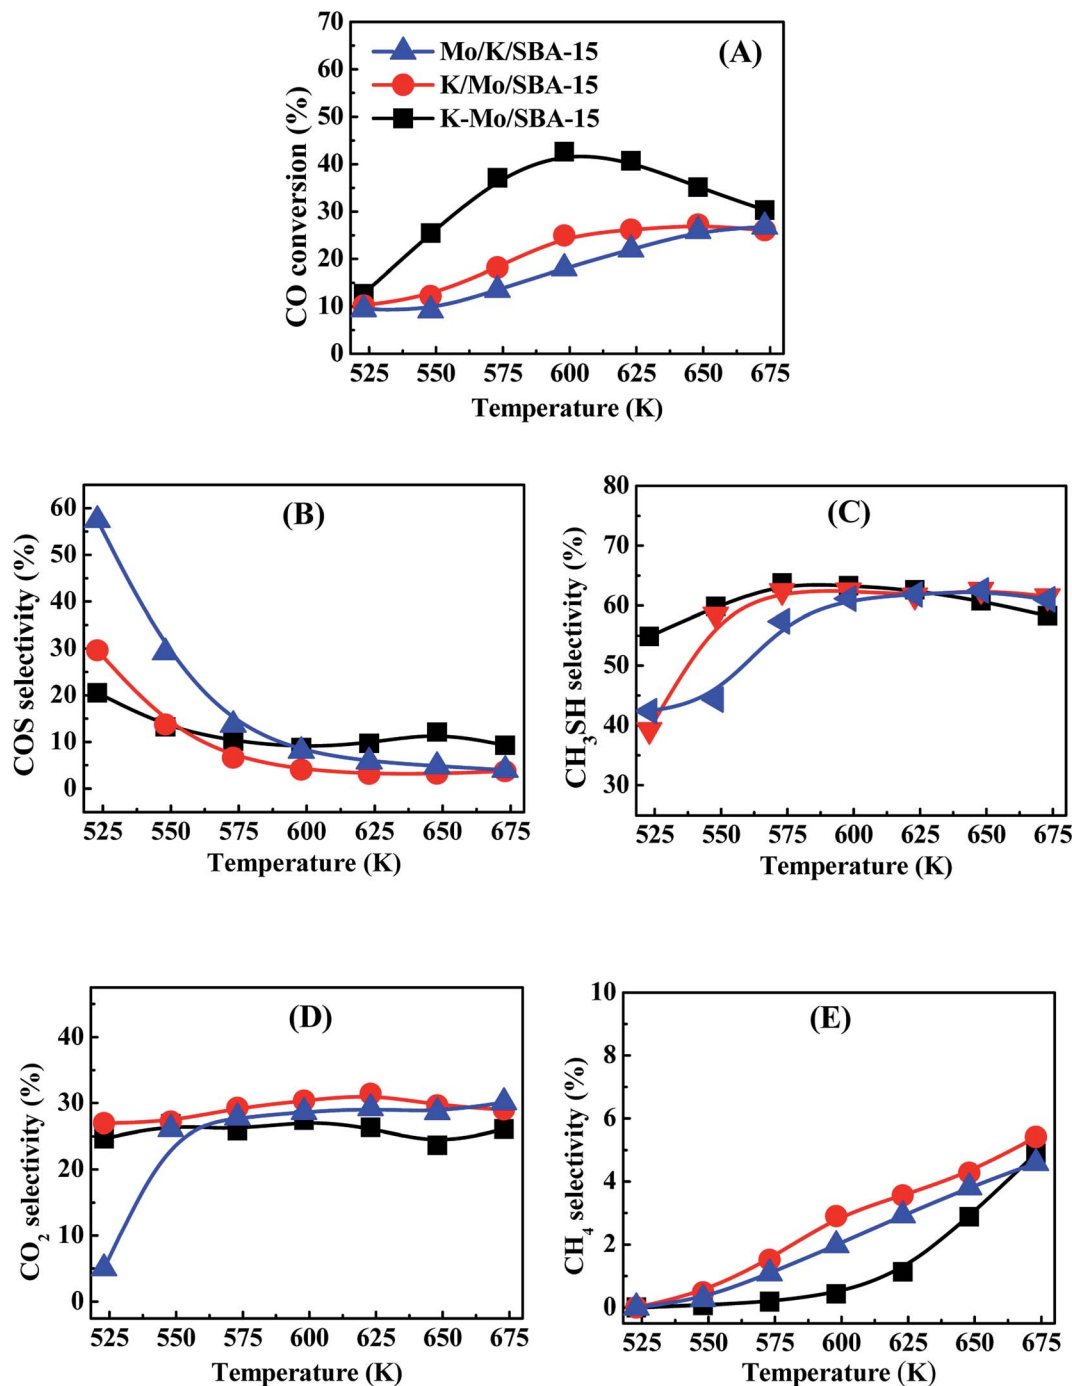 70
60
50
40
30
20
10
0
CO conversion (%)
Mo/K/SBA-15
K/Mo/SBA-15
K-Mo/SBA-15
(A)
525 550 575 600 625 650 675
Temperature (K)
60
50
40
30
20
10
0
COS selectivity (%)
(B)
525 550 575 600 625 650 675
Temperature (K)
80
70
60
50
40
30
CH3SH selectivity (%)
(C)
525 550 575 600 625 650 675
Temperature (K)
40
30
20
10
0
CO2 selectivity (%)
(D)
525 550 575 600 625 650 675
Temperature (K)
10
8
6
4
2
0
CH4 selectivity (%)
(E)
525 550 575 600 625 650 675
Temperature (K)